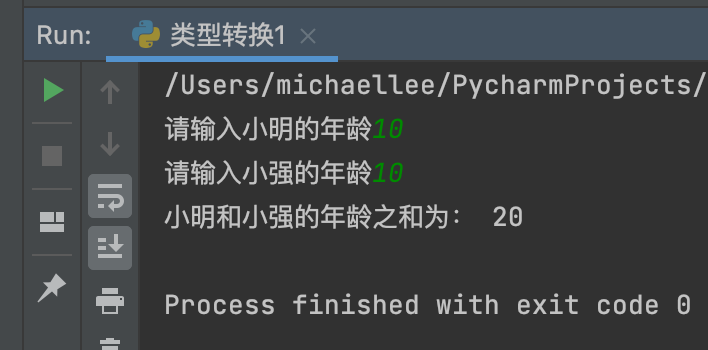 Run: 类型转换1
/Users/michaellee/PycharmProjects/
请输入小明的年龄10
请输入小强的年龄10
小明和小强的年龄之和为： 20
Process finished with exit code 0